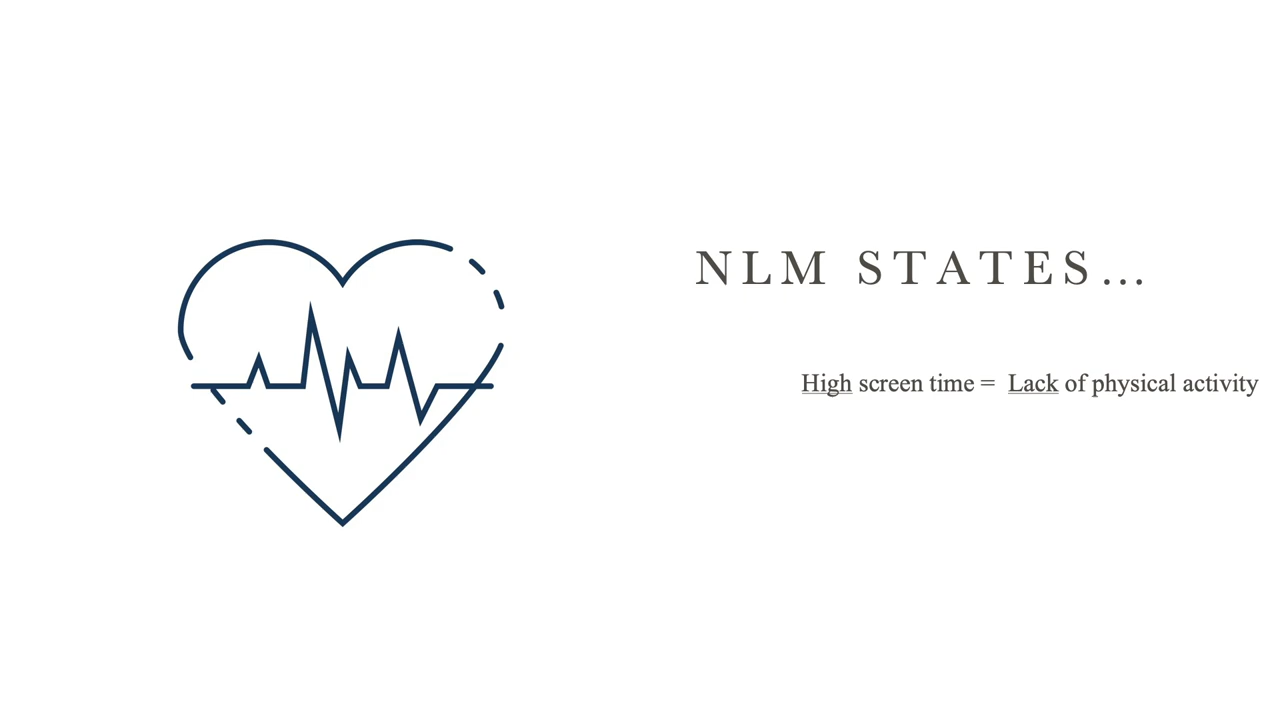 NLM STATES...
High screen time = Lack of physical activity